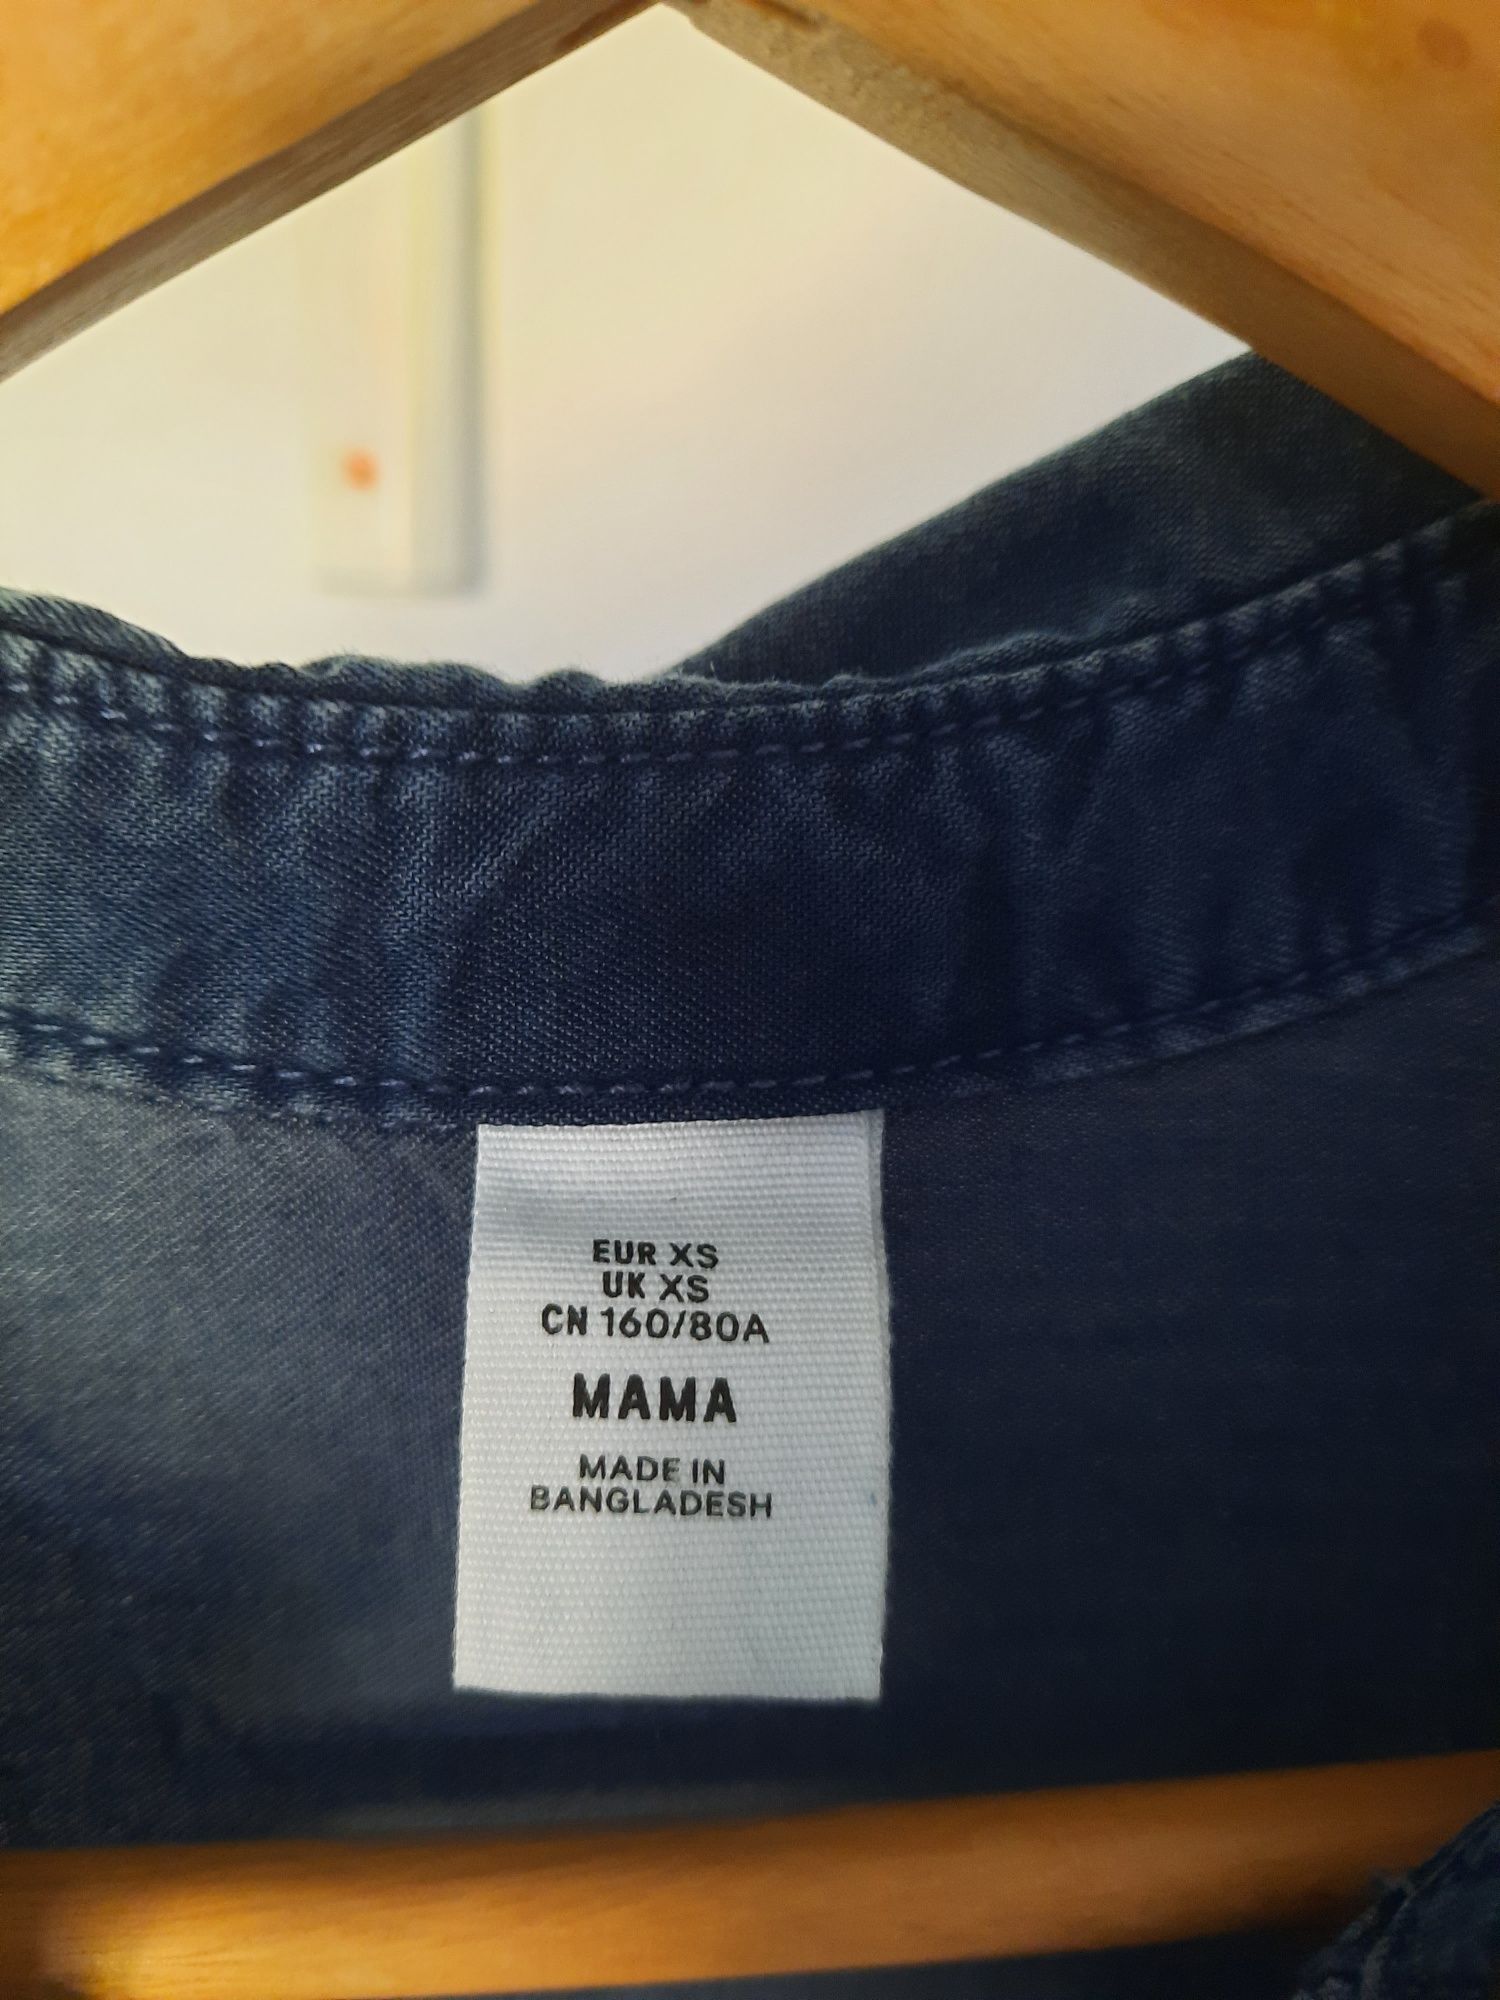 EUR XS
UK XS
CN 160/80A
MAMA
MADE IN
BANGLADESH